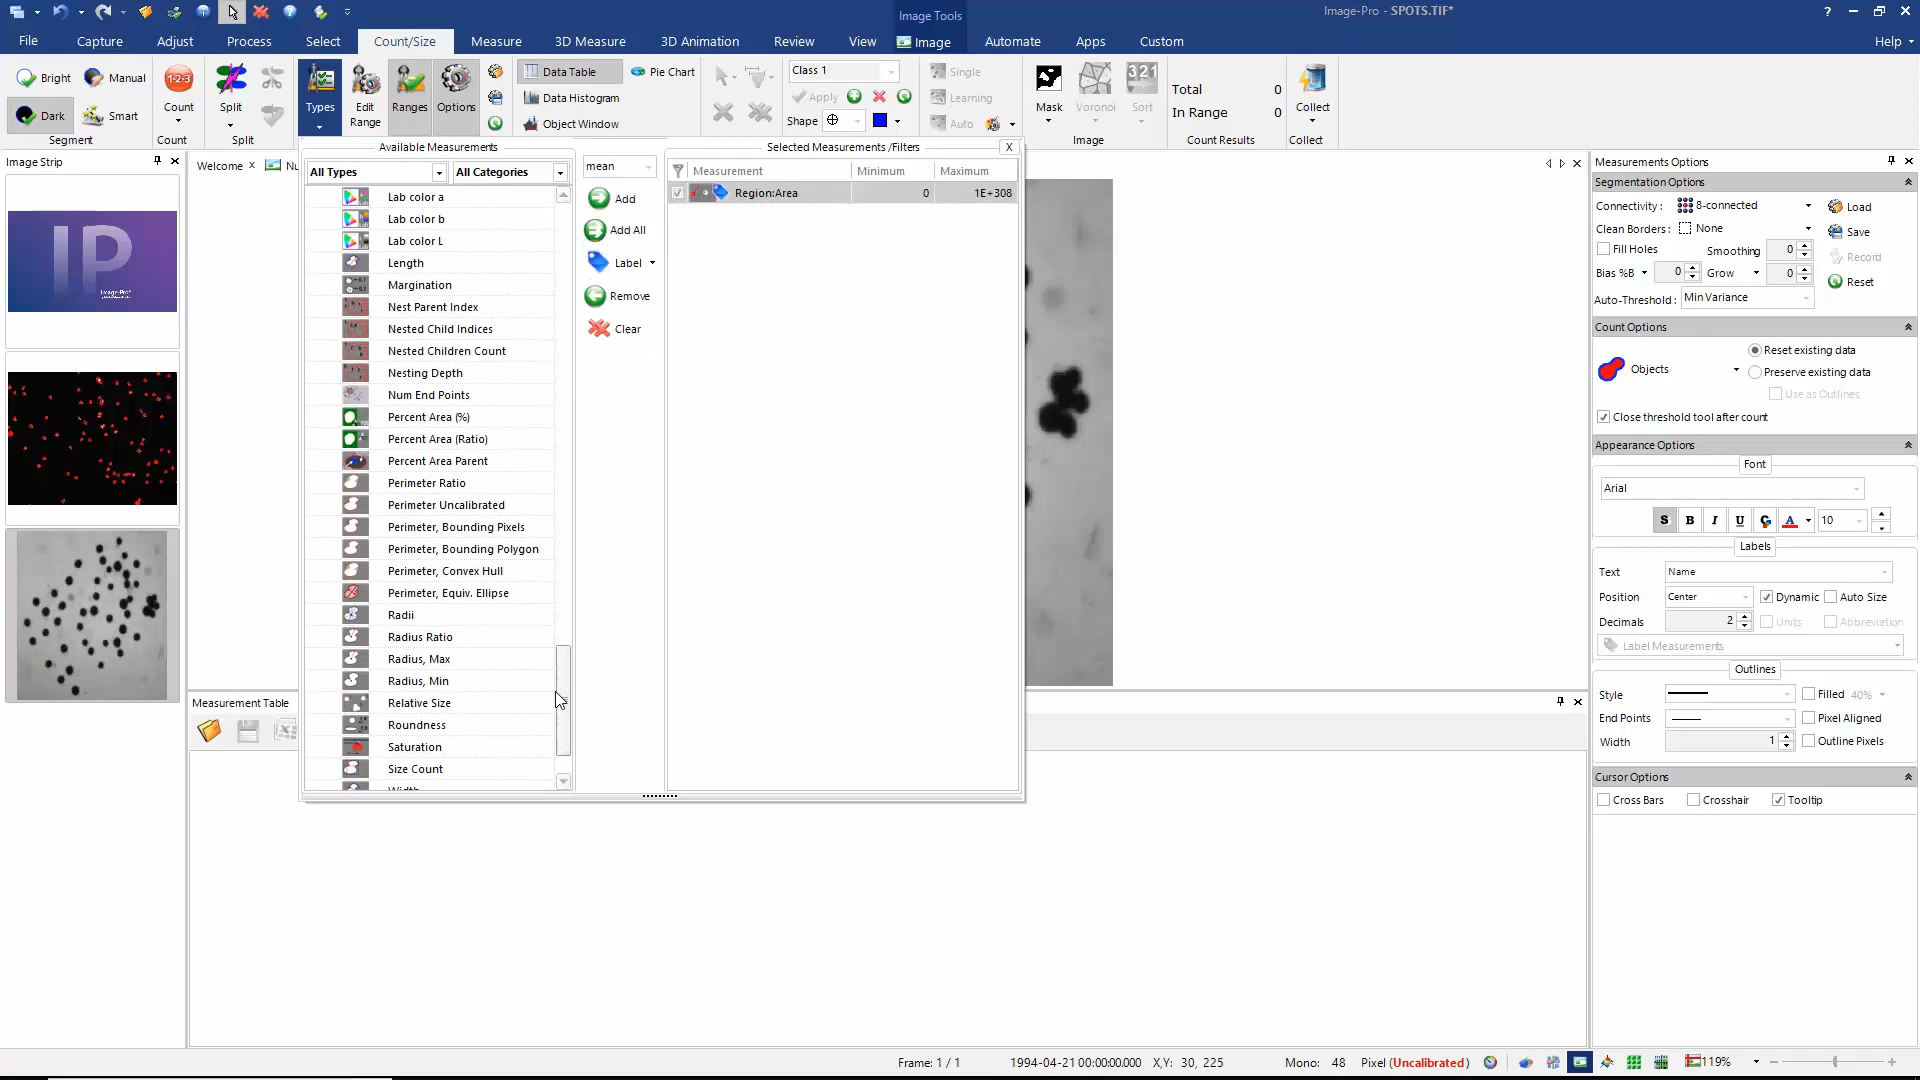 Image Tools
Image-Pro - SPOTS.TIF*
File Capture Adjust Process Select Count/Size Measure 3D Measure 3D Animation Review View Image Automate Apps Custom Help
Bright Manual
Dark Smart
Segment
1-2-3
Count
Count
Split
Split
Types
Edit Range
Ranges
Options
Data Table Pie Chart
Data Histogram
Object Window
Class 1
Apply
Shape
Single
Learning
Auto
Mask
Voronoi
321
Sort
Image
Total 0
In Range 0
Count Results
Collect
Collect
Image Strip
IP
Image-Pro
Welcome
Available Measurements
All Types All Categories
Lab color a
Lab color b
Lab color L
Length
Margination
Nest Parent Index
Nested Child Indices
Nested Children Count
Nesting Depth
Num End Points
Percent Area (%)
Percent Area (Ratio)
Percent Area Parent
Perimeter Ratio
Perimeter Uncalibrated
Perimeter, Bounding Pixels
Perimeter, Bounding Polygon
Perimeter, Convex Hull
Perimeter, Equiv. Ellipse
Radii
Radius Ratio
Radius, Max
Radius, Min
Relative Size
Roundness
Saturation
Size Count
Width
mean
Add
Add All
Label
Remove
Clear
Selected Measurements /Filters X
Measurement Minimum Maximum
Region:Area 0 1E+308
Measurement Table
Measurements Options
Segmentation Options
Connectivity : 8-connected Load
Clean Borders : None Save
Fill Holes Smoothing 0 Record
Bias %B 0 Grow 0 Reset
Auto-Threshold : Min Variance
Count Options
Objects
Reset existing data
Preserve existing data
Use as Outlines
Close threshold tool after count
Appearance Options
Font
Arial
S B I U G A 10
Labels
Text Name
Position Center Dynamic Auto Size
Decimals 2 Units Abbreviation
Label Measurements
Outlines
Style Filled 40%
End Points Pixel Aligned
Width 1 Outline Pixels
Cursor Options
Cross Bars Crosshair Tooltip
Frame: 1 / 1 1994-04-21 00:00:00.000 X,Y: 30, 225 Mono: 48 Pixel (Uncalibrated) 119%